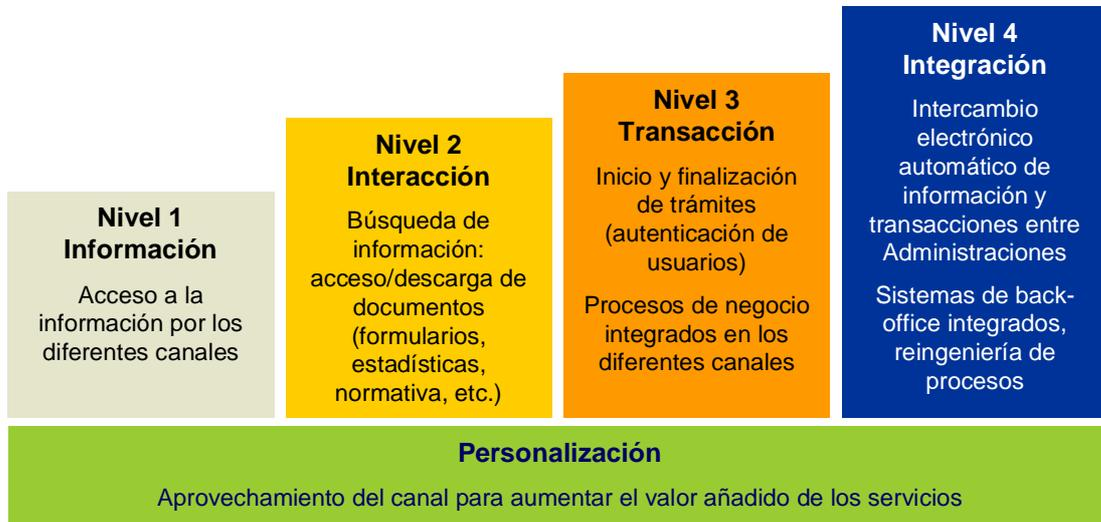 Nivel 1
Información
Acceso a la
información por los
diferentes canales
Nivel 2
Interacción
Búsqueda de
información:
acceso/descarga de
documentos
(formularios,
estadísticas,
normativa, etc.)
Nivel 3
Transacción
Inicio y finalización
de trámites
(autenticación de
usuarios)
Procesos de negocio
integrados en los
diferentes canales
Nivel 4
Integración
Intercambio
electrónico
automático de
información y
transacciones entre
Administraciones
Sistemas de back-
office integrados,
reingeniería de
procesos
Personalización
Aprovechamiento del canal para aumentar el valor añadido de los servicios